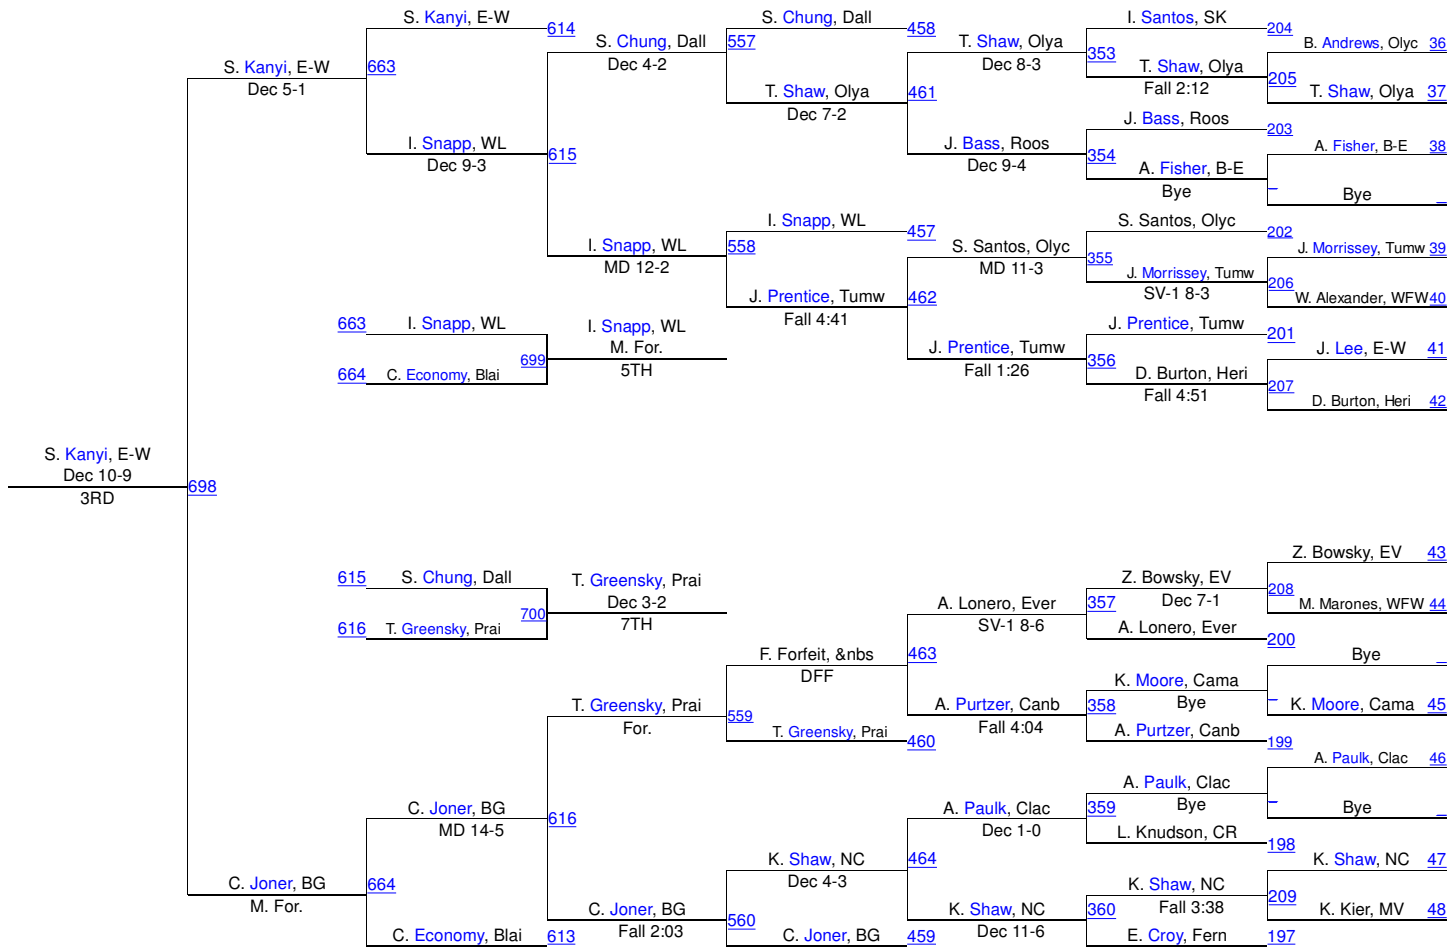 S. Kanyi, E-W
614
S. Chung, Dall
458
I. Santos, SK
204
S. Chung, Dall
557
T. Shaw, Olya
B. Andrews, Olyc 36
S. Kanyi, E-W
663
Dec 4-2
Dec 8-3
353
T. Shaw, Olya
205
Dec 5-1
T. Shaw, Olya
461
Fall 2:12
T. Shaw, Olya 37
Dec 7-2
J. Bass, Roos
203
I. Snapp, WL
615
J. Bass, Roos
354
A. Fisher, B-E 38
Dec 9-3
Dec 9-4
A. Fisher, B-E
_
Bye
Bye _
I. Snapp, WL
457
S. Santos, Olyc
202
I. Snapp, WL
558
S. Santos, Olyc
355
J. Morrissey, Tumw 39
MD 12-2
MD 11-3
J. Morrissey, Tumw
206
J. Prentice, Tumw
462
SV-1 8-3
W. Alexander, WFW 40
Fall 4:41
663
I. Snapp, WL
I. Snapp, WL
J. Prentice, Tumw
201
699
M. For.
J. Prentice, Tumw
356
J. Lee, E-W 41
664
C. Economy, Blai
5TH
Fall 1:26
D. Burton, Heri
207
Fall 4:51
D. Burton, Heri 42
S. Kanyi, E-W
Dec 10-9
698
3RD
Z. Bowsky, EV 43
615
S. Chung, Dall
T. Greensky, Prai
Z. Bowsky, EV
208
700
Dec 3-2
A. Lonero, Ever
357
Dec 7-1
M. Marones, WFW 44
616
T. Greensky, Prai
7TH
SV-1 8-6
A. Lonero, Ever
200
F. Forfeit, &nbs
463
Bye _
DFF
K. Moore, Cama
_
T. Greensky, Prai
559
A. Purtzer, Canb
358
Bye
K. Moore, Cama 45
For.
T. Greensky, Prai
460
Fall 4:04
A. Purtzer, Canb
199
A. Paulk, Clac 46
A. Paulk, Clac
_
C. Joner, BG
616
A. Paulk, Clac
359
Bye
Bye _
MD 14-5
Dec 1-0
L. Knudson, CR
198
K. Shaw, NC
464
K. Shaw, NC 47
C. Joner, BG
664
Dec 4-3
K. Shaw, NC
209
M. For.
C. Joner, BG
560
K. Shaw, NC
360
Fall 3:38
K. Kier, MV 48
C. Economy, Blai
613
Fall 2:03
C. Joner, BG
459
Dec 11-6
E. Croy, Fern
197